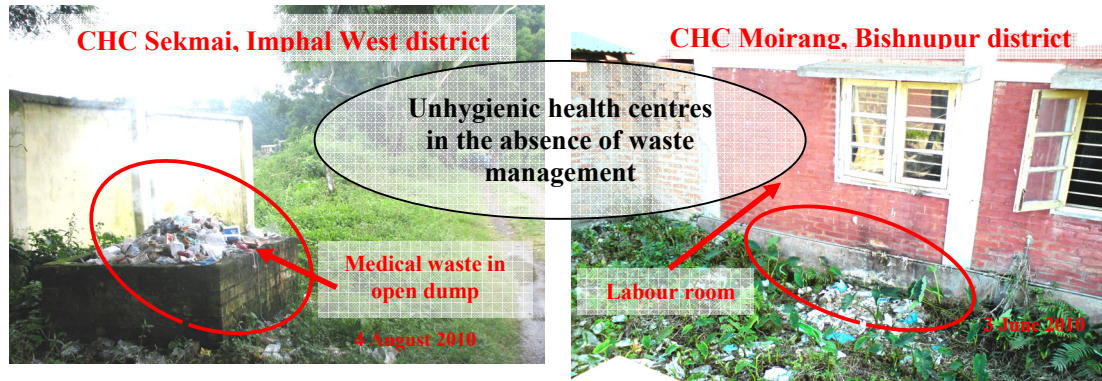 CHC Sekmai, Imphal West district
CHC Moirang, Bishnupur district
Unhygienic health centres
in the absence of waste
management
Medical waste in
open dump
4 August 2010
Labour room
3 June 2010